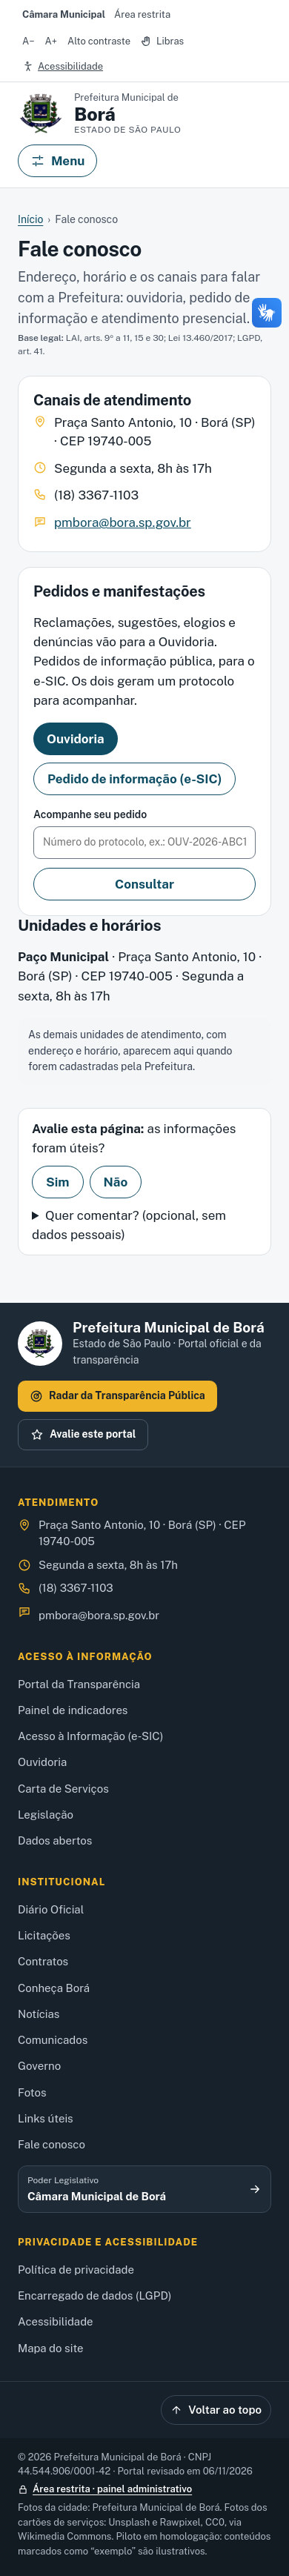 Câmara Municipal Área restrita
A− A+ Alto contraste Libras
Acessibilidade
Prefeitura Municipal de
Borá
ESTADO DE SÃO PAULO
Menu
Início › Fale conosco
Fale conosco
Endereço, horário e os canais para falar
com a Prefeitura: ouvidoria, pedido de
informação e atendimento presencial.
Base legal: LAI, arts. 9º a 11, 15 e 30; Lei 13.460/2017; LGPD,
art. 41.
Canais de atendimento
Praça Santo Antonio, 10 · Borá (SP)
· CEP 19740-005
Segunda a sexta, 8h às 17h
(18) 3367-1103
pmbora@bora.sp.gov.br
Pedidos e manifestações
Reclamações, sugestões, elogios e
denúncias vão para a Ouvidoria.
Pedidos de informação pública, para o
e-SIC. Os dois geram um protocolo
para acompanhar.
Ouvidoria
Pedido de informação (e-SIC)
Acompanhe seu pedido
Número do protocolo, ex.: OUV-2026-ABC1
Consultar
Unidades e horários
Paço Municipal · Praça Santo Antonio, 10 ·
Borá (SP) · CEP 19740-005 · Segunda a
sexta, 8h às 17h
As demais unidades de atendimento, com
endereço e horário, aparecem aqui quando
forem cadastradas pela Prefeitura.
Avalie esta página: as informações
foram úteis?
Sim Não
Quer comentar? (opcional, sem
dados pessoais)
Prefeitura Municipal de Borá
Estado de São Paulo · Portal oficial e da
transparência
Radar da Transparência Pública
Avalie este portal
ATENDIMENTO
Praça Santo Antonio, 10 · Borá (SP) · CEP
19740-005
Segunda a sexta, 8h às 17h
(18) 3367-1103
pmbora@bora.sp.gov.br
ACESSO À INFORMAÇÃO
Portal da Transparência
Painel de indicadores
Acesso à Informação (e-SIC)
Ouvidoria
Carta de Serviços
Legislação
Dados abertos
INSTITUCIONAL
Diário Oficial
Licitações
Contratos
Conheça Borá
Notícias
Comunicados
Governo
Fotos
Links úteis
Fale conosco
Poder Legislativo
Câmara Municipal de Borá
PRIVACIDADE E ACESSIBILIDADE
Política de privacidade
Encarregado de dados (LGPD)
Acessibilidade
Mapa do site
Voltar ao topo
© 2026 Prefeitura Municipal de Borá · CNPJ
44.544.906/0001-42 · Portal revisado em 06/11/2026
Área restrita · painel administrativo
Fotos da cidade: Prefeitura Municipal de Borá. Fotos dos
cartões de serviços: Unsplash e Rawpixel, CC0, via
Wikimedia Commons. Piloto em homologação: conteúdos
marcados como “exemplo” são ilustrativos.